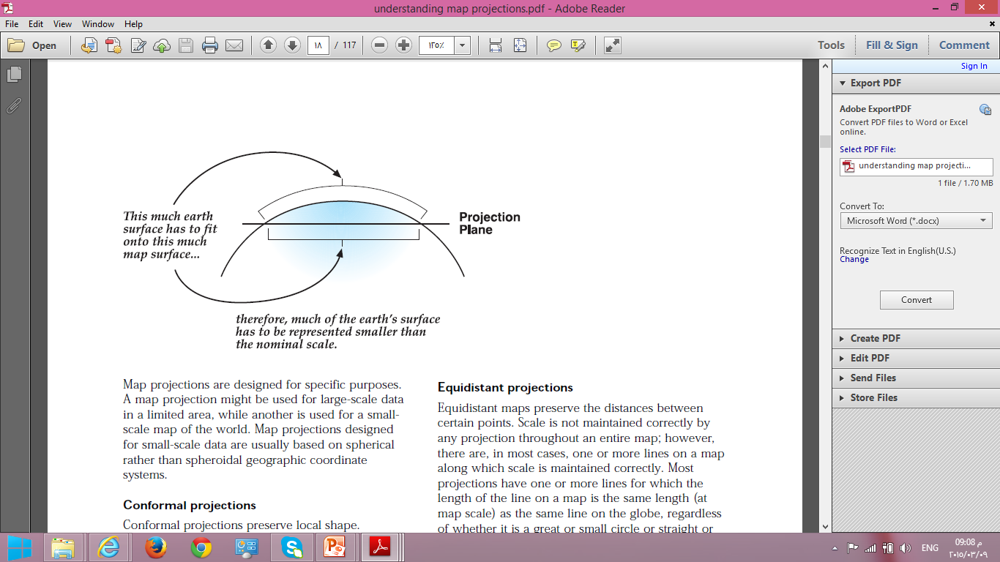 understanding map projections.pdf - Adobe Reader
File Edit View Window Help
Open
١٨ / 117
١٢٥٪
Tools Fill & Sign Comment
Sign In
Export PDF
Adobe ExportPDF
Convert PDF files to Word or Excel
online.
Select PDF File:
understanding map projecti...
1 file / 1.70 MB
Convert To:
Microsoft Word (*.docx)
Recognize Text in English(U.S.)
Change
Convert
Create PDF
Edit PDF
Send Files
Store Files
This much earth
surface has to fit
onto this much
map surface...
Projection
Plane
therefore, much of the earth's surface
has to be represented smaller than
the nominal scale.
Map projections are designed for specific purposes.
A map projection might be used for large-scale data
in a limited area, while another is used for a small-
scale map of the world. Map projections designed
for small-scale data are usually based on spherical
rather than spheroidal geographic coordinate
systems.
Conformal projections
Conformal projections preserve local shape.
Equidistant projections
Equidistant maps preserve the distances between
certain points. Scale is not maintained correctly by
any projection throughout an entire map; however,
there are, in most cases, one or more lines on a map
along which scale is maintained correctly. Most
projections have one or more lines for which the
length of the line on a map is the same length (at
map scale) as the same line on the globe, regardless
of whether it is a great or small circle or straight or
ENG
09:08 م
٢٠١٥/٠٣/٠٩